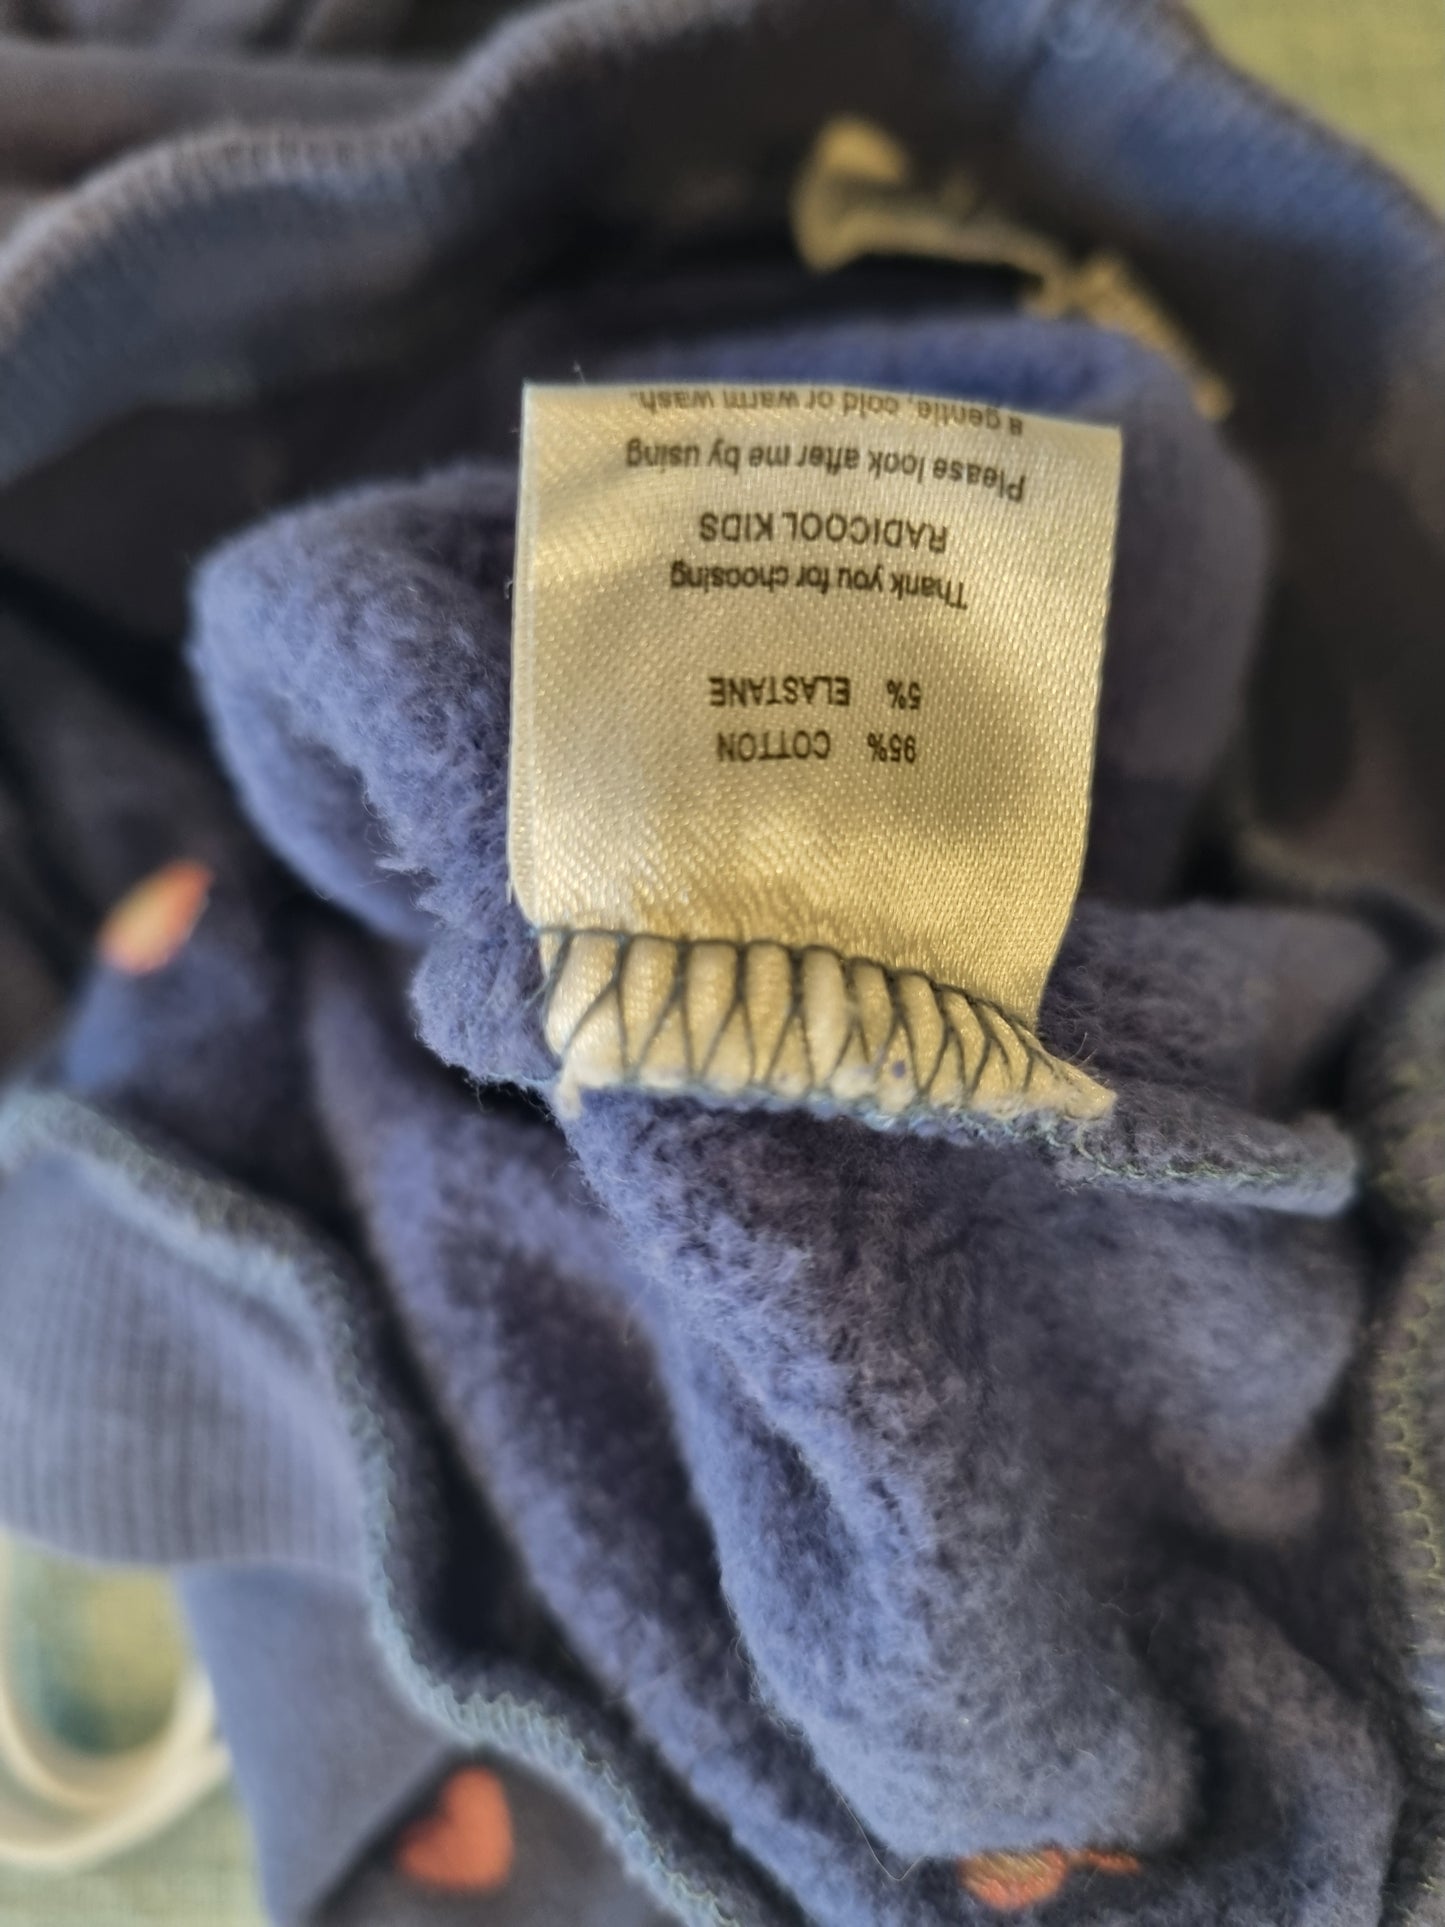 95% COTTON
5% ELASTANE
Thank you for choosing
RADICOOL KIDS
Please look after me by using
a gentle, cold or warm wash.